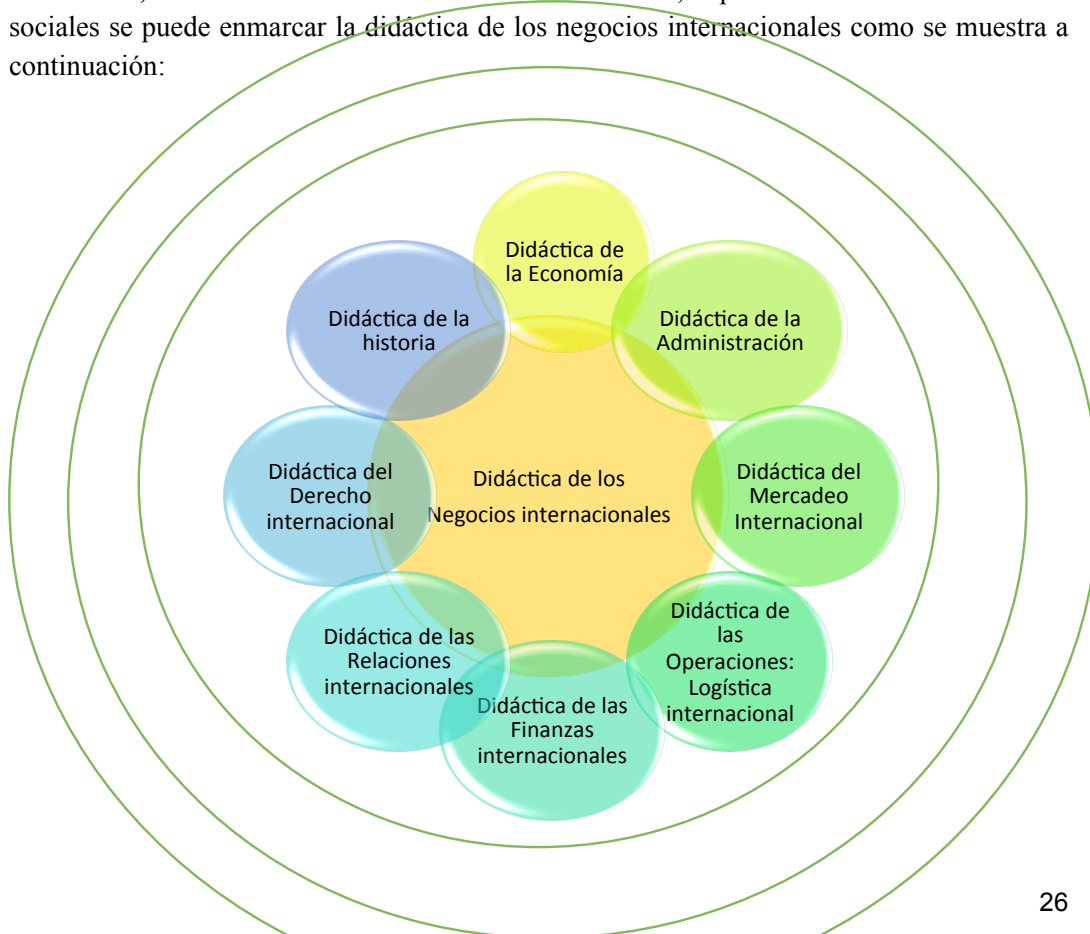 sociales se puede enmarcar la didáctica de los negocios internacionales como se muestra a
continuación:
Didáctica de
la Economía
Didáctica de la
historia
Didáctica de la
Administración
Didáctica del
Derecho
internacional
Didáctica de los
Negocios internacionales
Didáctica del
Mercadeo
Internacional
Didáctica de las
Relaciones
internacionales
Didáctica de
las
Operaciones:
Logística
internacional
Didáctica de las
Finanzas
internacionales
26